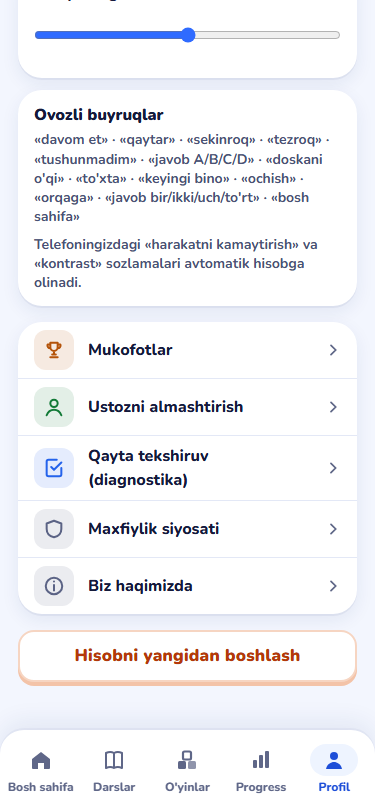 Ovozli buyruqlar
«davom et» · «qaytar» · «sekinroq» · «tezroq» ·
«tushunmadim» · «javob A/B/C/D» · «doskani
o'qi» · «to'xta» · «keyingi bino» · «ochish» ·
«orqaga» · «javob bir/ikki/uch/to'rt» · «bosh
sahifa»
Telefoningizdagi «harakatni kamaytirish» va
«kontrast» sozlamalari avtomatik hisobga
olinadi.
Mukofotlar
Ustozni almashtirish
Qayta tekshiruv
(diagnostika)
Maxfiylik siyosati
Biz haqimizda
Hisobni yangidan boshlash
Bosh sahifa Darslar O'yinlar Progress Profil